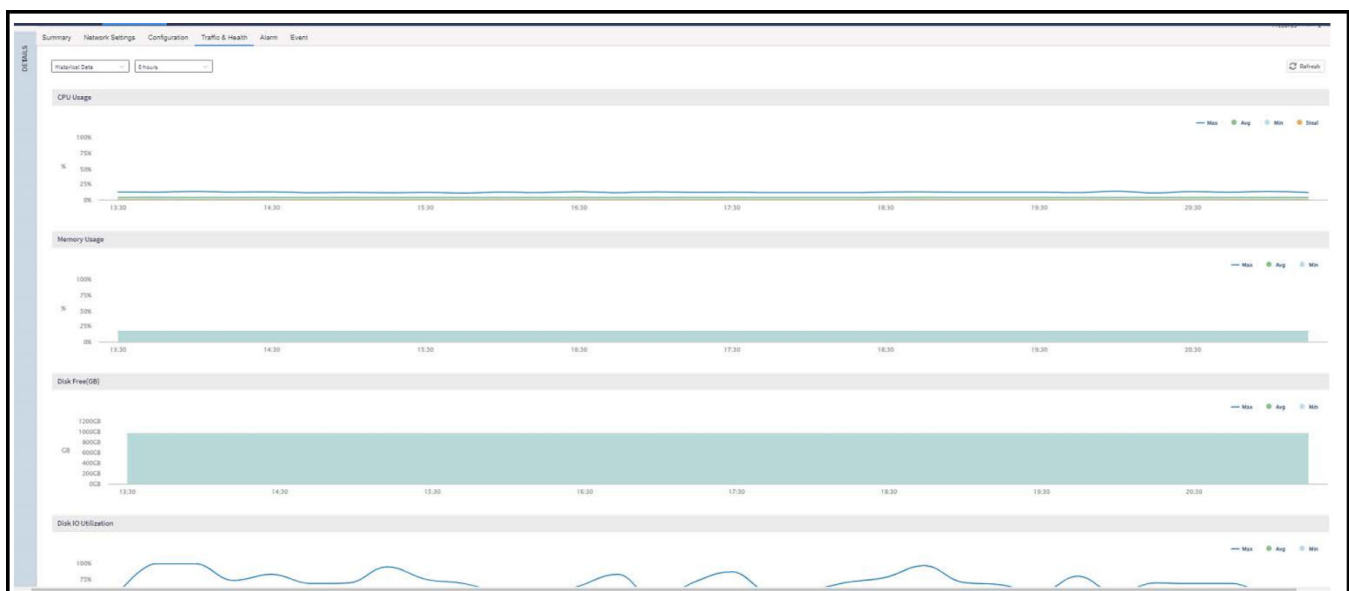 Summary Network Settings Configuration Traffic & Health Alarm Event
DETAILS
Historical Data 8 hours Refresh
CPU Usage
Max Avg Min Steal
100%
75%
% 50%
25%
0%
13:30 14:30 15:30 16:30 17:30 18:30 19:30 20:30
Memory Usage
Max Avg Min
100%
75%
% 50%
25%
0%
13:30 14:30 15:30 16:30 17:30 18:30 19:30 20:30
Disk Free(GB)
Max Avg Min
1200GB
1000GB
800GB
GB 600GB
400GB
200GB
0GB
13:30 14:30 15:30 16:30 17:30 18:30 19:30 20:30
Disk IO Utilization
Max Avg Min
100%
75%